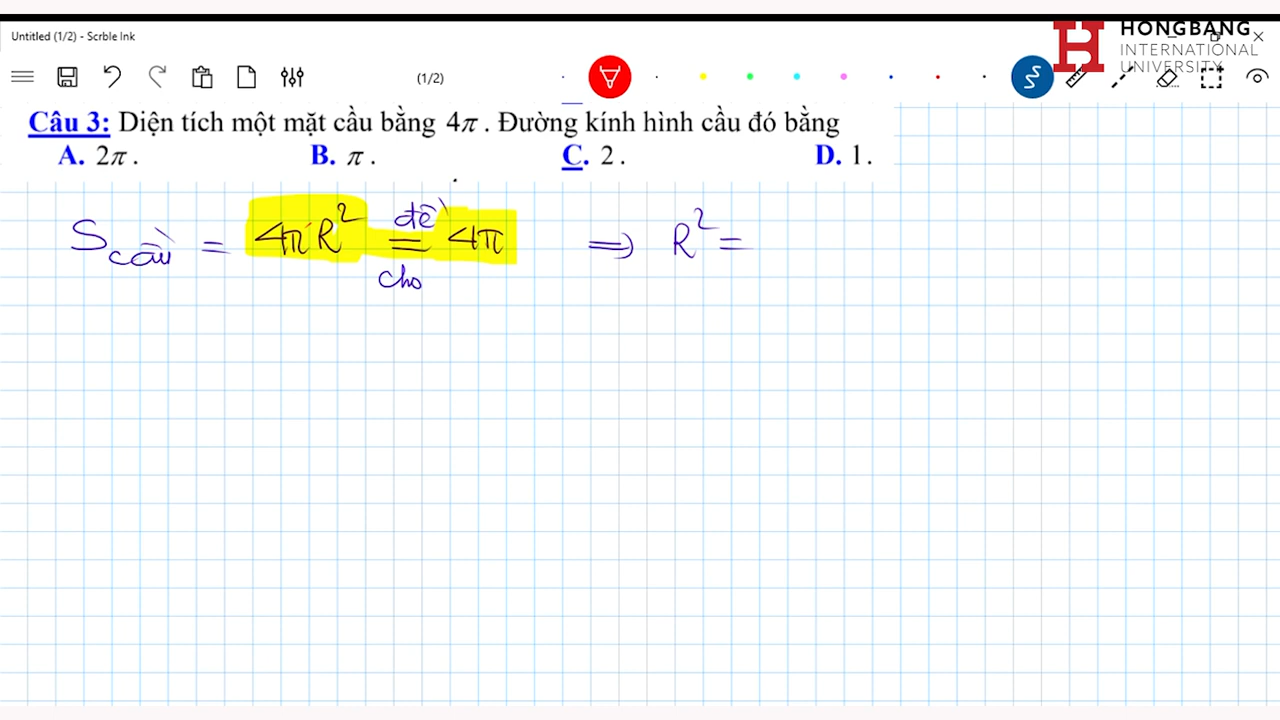 Untitled (1/2) - Scrble Ink
HONGBANG
INTERNATIONAL
UNIVERSITY
(1/2)
Câu 3: Diện tích một mặt cầu bằng 4π. Đường kính hình cầu đó bằng
A. 2π. B. π. C. 2. D. 1.
S cầu = 4πR² = 4π ⇒ R² =
đề
cho